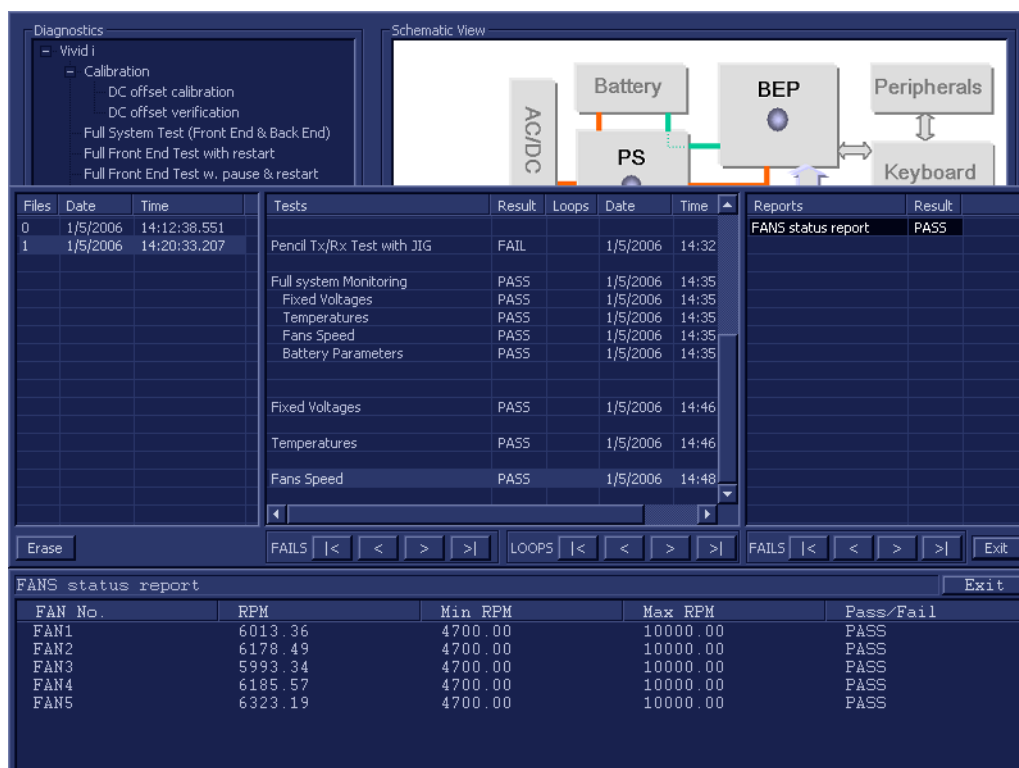 Diagnostics
Vivid i
Calibration
DC offset calibration
DC offset verification
Full System Test (Front End & Back End)
Full Front End Test with restart
Full Front End Test w. pause & restart
Schematic View
AC/DC
Battery
PS
BEP
Peripherals
Keyboard
Files Date Time
0 1/5/2006 14:12:38.551
1 1/5/2006 14:20:33.207
Erase
Tests Result Loops Date Time
Pencil Tx/Rx Test with JIG FAIL 1/5/2006 14:32
Full system Monitoring PASS 1/5/2006 14:35
Fixed Voltages PASS 1/5/2006 14:35
Temperatures PASS 1/5/2006 14:35
Fans Speed PASS 1/5/2006 14:35
Battery Parameters PASS 1/5/2006 14:35
Fixed Voltages PASS 1/5/2006 14:46
Temperatures PASS 1/5/2006 14:46
Fans Speed PASS 1/5/2006 14:48
FAILS |< < > >| LOOPS |< < > >|
Reports Result
FANS status report PASS
FAILS |< < > >| Exit
FANS status report Exit
FAN No. RPM Min RPM Max RPM Pass/Fail
FAN1 6013.36 4700.00 10000.00 PASS
FAN2 6178.49 4700.00 10000.00 PASS
FAN3 5993.34 4700.00 10000.00 PASS
FAN4 6185.57 4700.00 10000.00 PASS
FAN5 6323.19 4700.00 10000.00 PASS